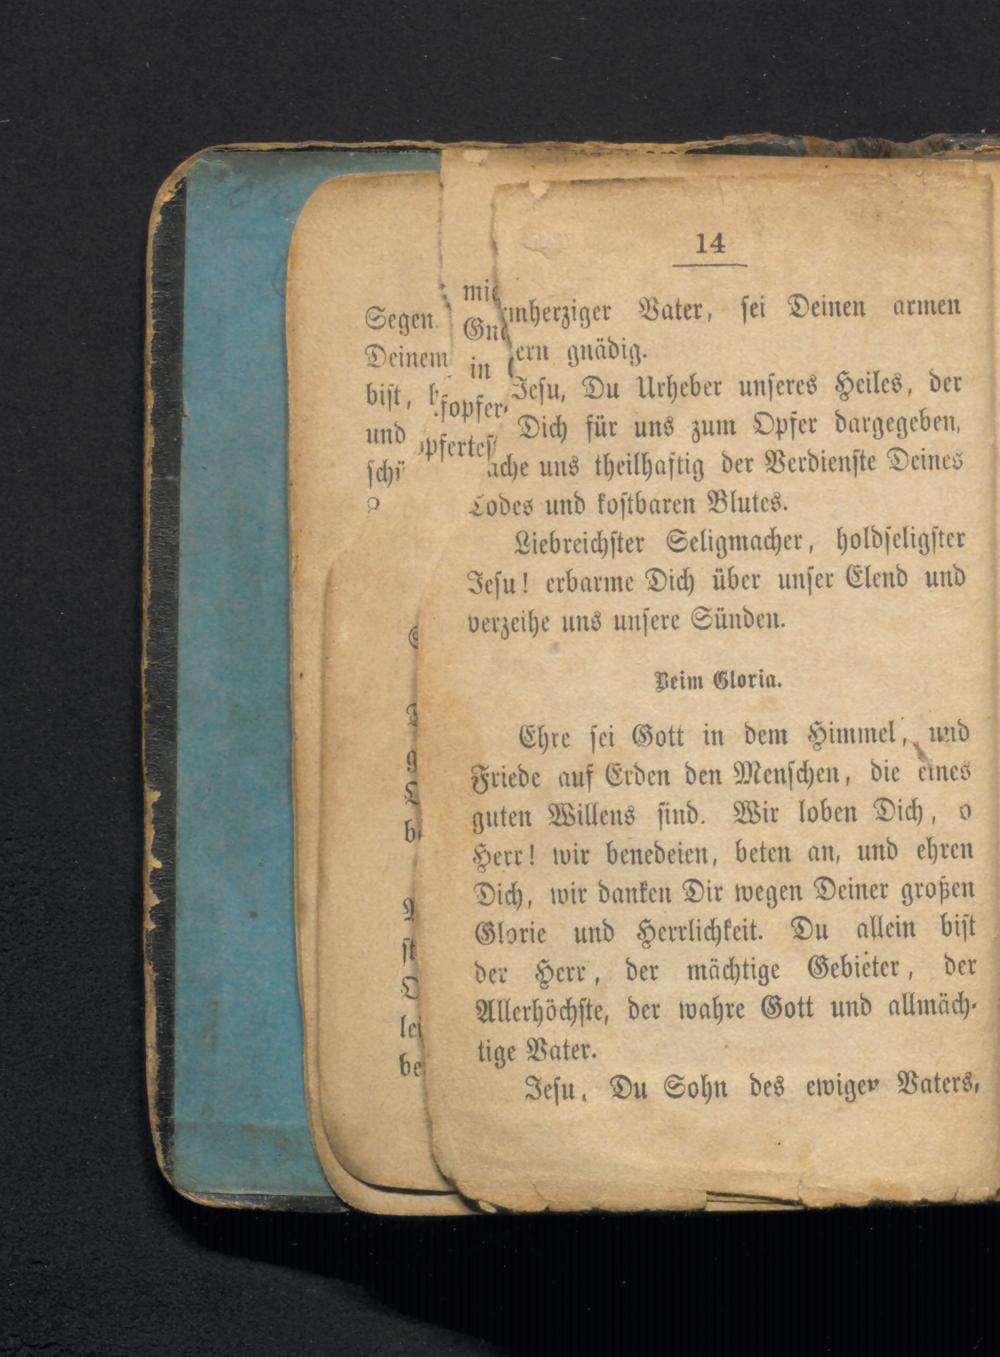 14
mherziger Vater, sei Deinen armen
ern gnädig.
Jesu, Du Urheber unseres Heiles, der
Dich für uns zum Opfer dargegeben,
ache uns theilhaftig der Verdienste Deines
Todes und kostbaren Blutes.
Liebreichster Seligmacher, holdseligster
Jesu! erbarme Dich über unser Elend und
verzeihe uns unsere Sünden.
Beim Gloria.
Ehre sei Gott in dem Himmel, und
Friede auf Erden den Menschen, die eines
guten Willens sind. Wir loben Dich, o
Herr! wir benedeien, beten an, und ehren
Dich, wir danken Dir wegen Deiner großen
Glorie und Herrlichkeit. Du allein bist
der Herr, der mächtige Gebieter, der
Allerhöchste, der wahre Gott und allmäch-
tige Vater.
Jesu, Du Sohn des ewigen Vaters,
Segen
Deinem
bist,
und
in